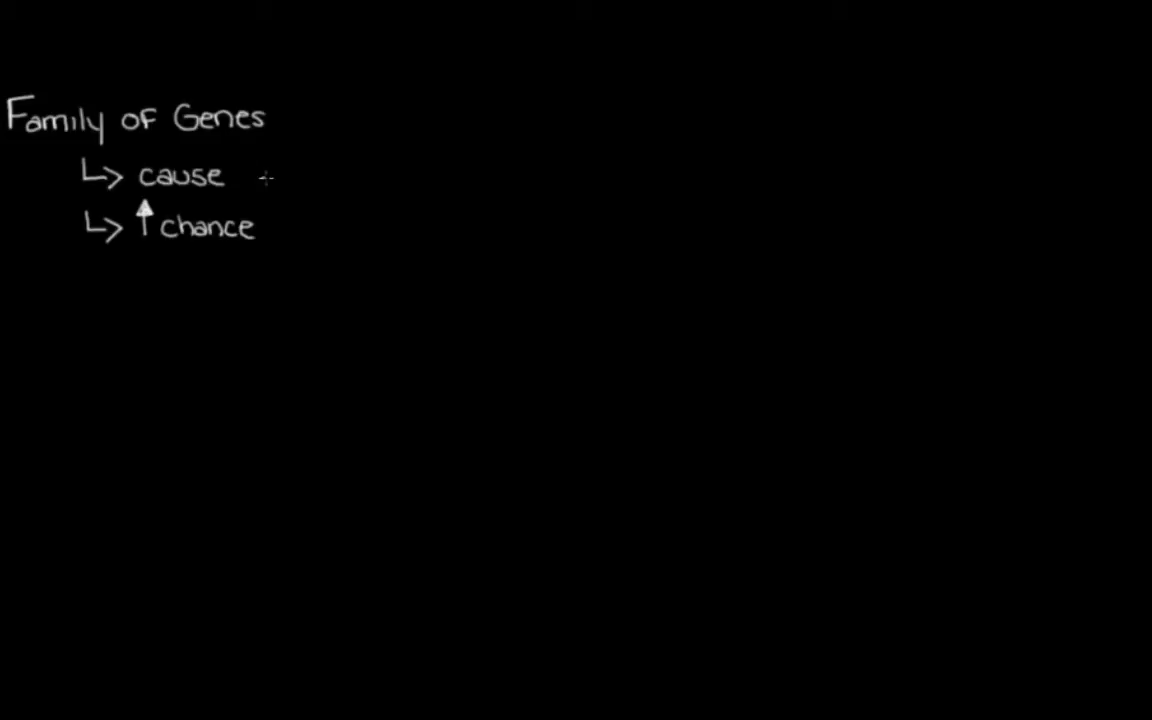 Family of Genes
↳ cause
↳ ↑ chance